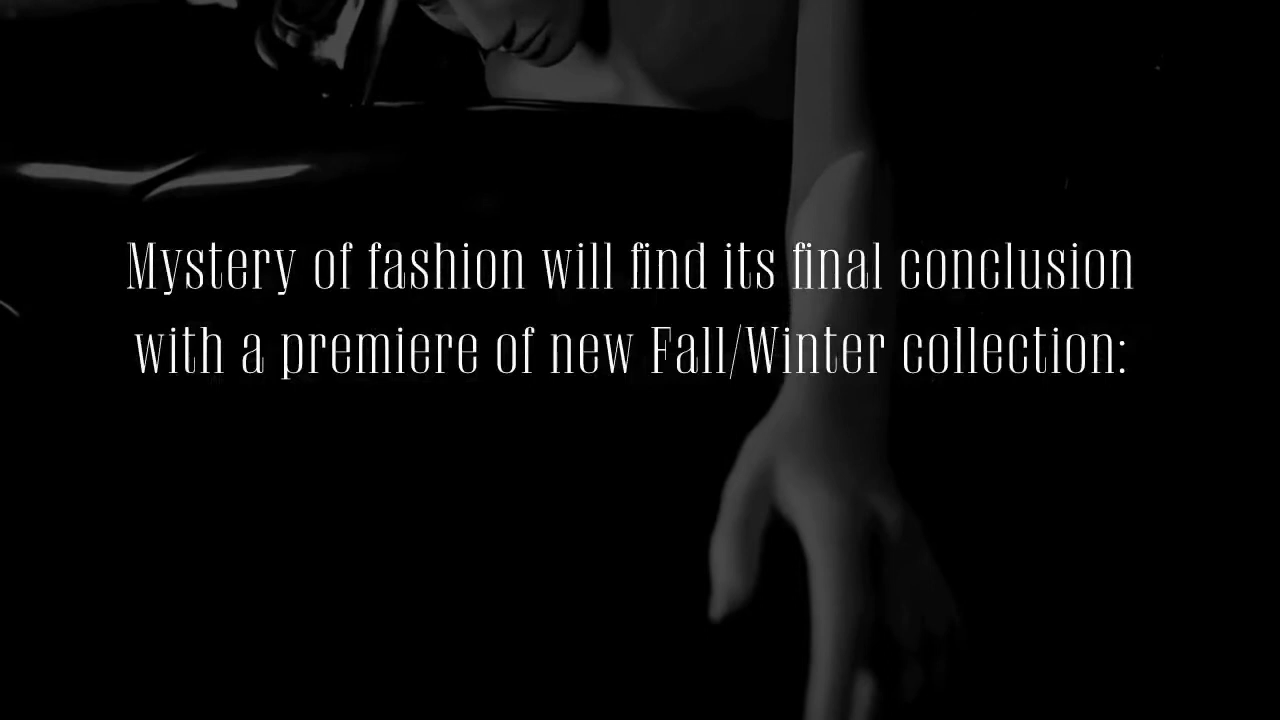 Mystery of fashion will find its final conclusion
with a premiere of new Fall/Winter collection: